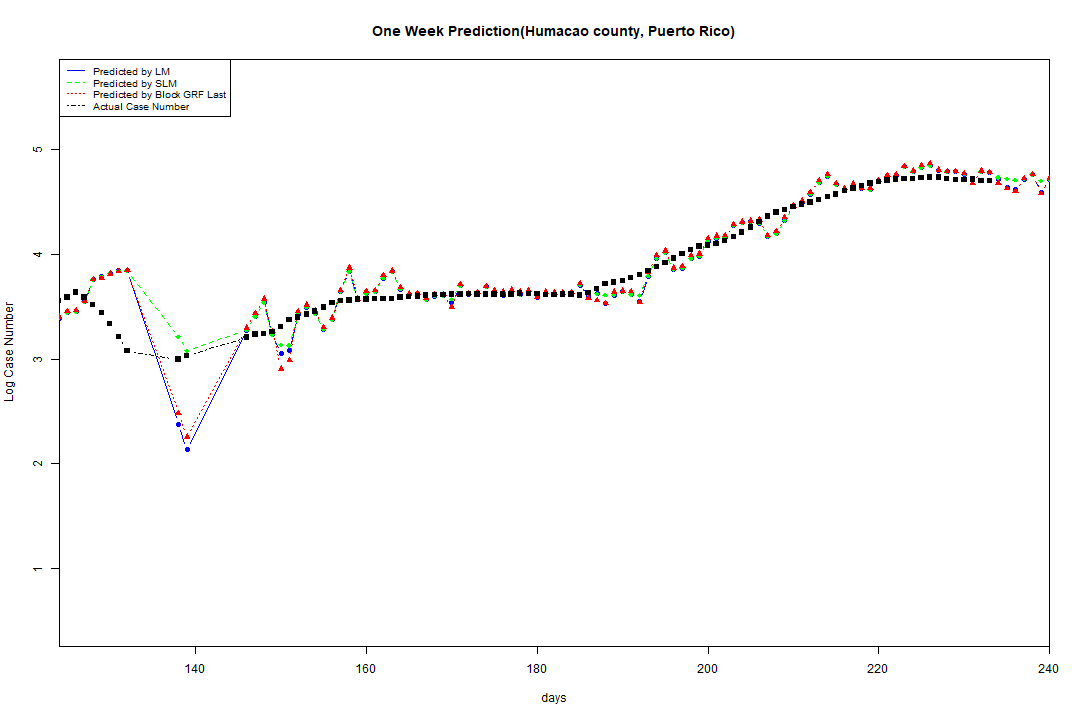 One Week Prediction(Humacao county, Puerto Rico)
Predicted by LM
Predicted by SLM
Predicted by Block GRF Last
Actual Case Number
5
4
3
2
1
Log Case Number
140 160 180 200 220 240
days